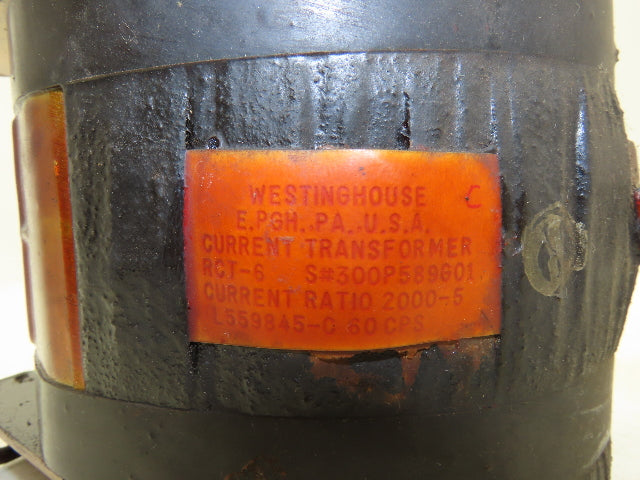 WESTINGHOUSE C
E.PGH., PA., U.S.A.
CURRENT TRANSFORMER
RCT-6 S#300P589G01
CURRENT RATIO 2000-5
L559845-C 60 CPS